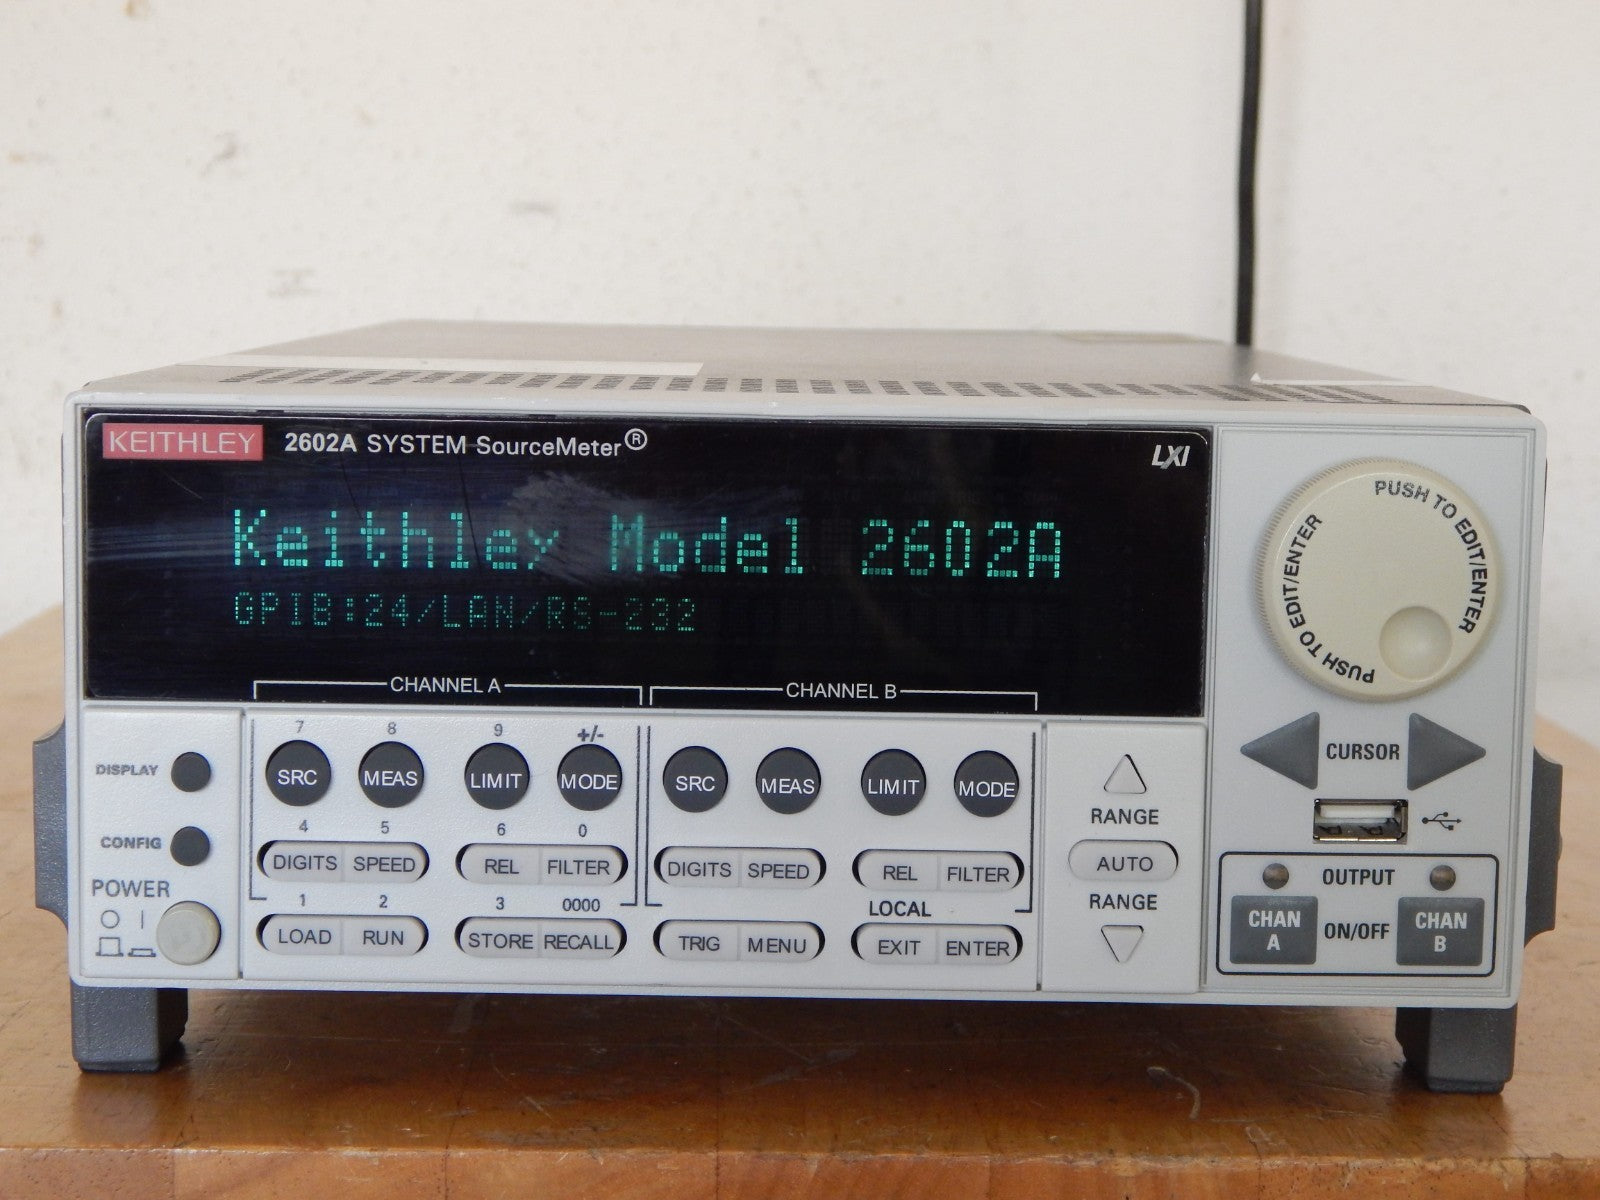 KEITHLEY 2602A SYSTEM SourceMeter® LXI
Keithley Model 2602A
GPIB:24/LAN/RS-232
CHANNEL A CHANNEL B
PUSH TO EDIT/ENTER
PUSH TO EDIT/ENTER
7 8 9 +/-
DISPLAY SRC MEAS LIMIT MODE SRC MEAS LIMIT MODE
4 5 6 0
CONFIG DIGITS SPEED REL FILTER DIGITS SPEED REL FILTER
POWER
1 2 3 0000 LOCAL
O | LOAD RUN STORE RECALL TRIG MENU EXIT ENTER
RANGE
AUTO
RANGE
CURSOR
OUTPUT
CHAN A ON/OFF CHAN B